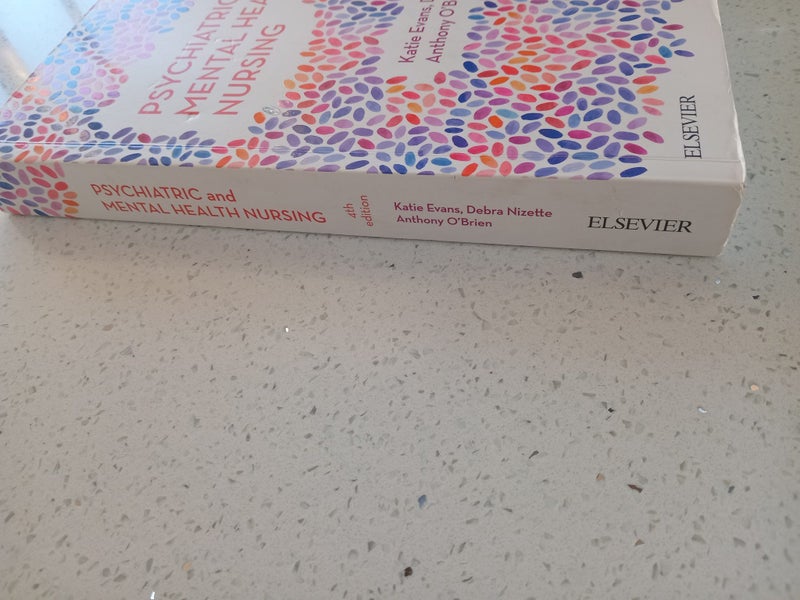 PSYCHIATRIC
MENTAL HEA
NURSING
Katie Evans, D
Anthony O'B
ELSEVIER
PSYCHIATRIC and
MENTAL HEALTH NURSING
4th
edition
Katie Evans, Debra Nizette
Anthony O'Brien
ELSEVIER